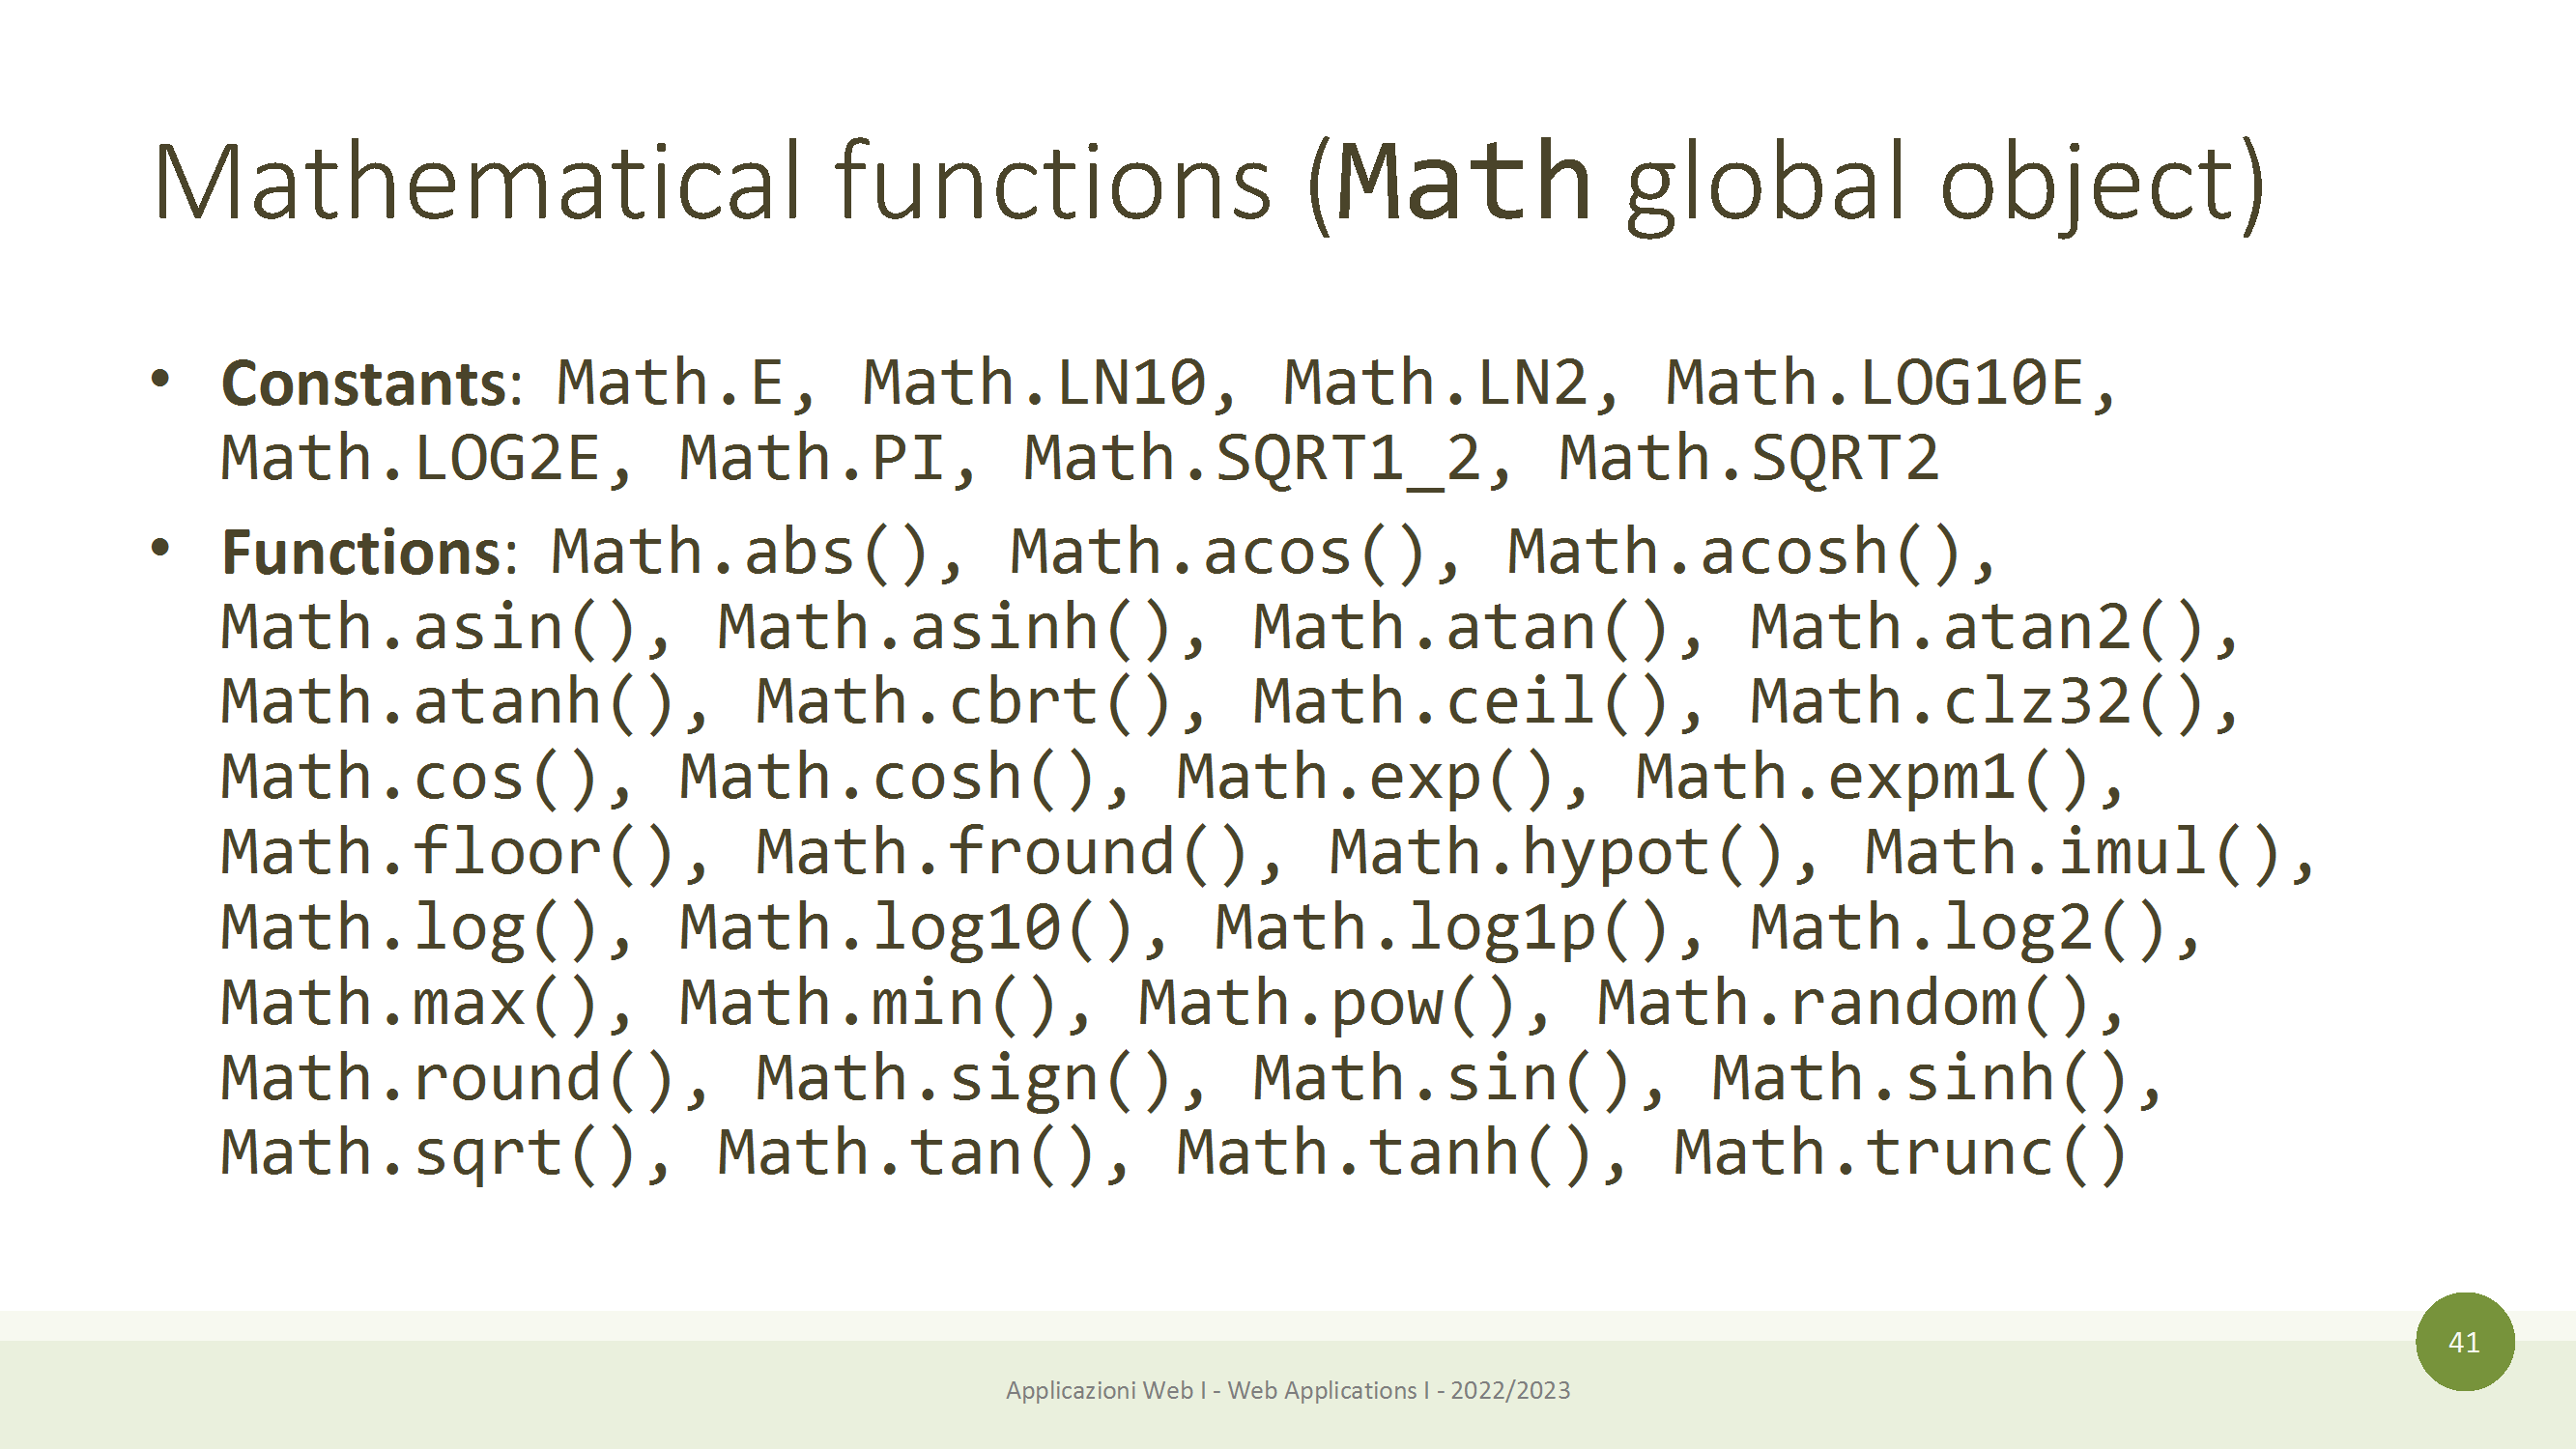 Mathematical functions (Math global object)
• Constants: Math.E, Math.LN10, Math.LN2, Math.LOG10E,
Math.LOG2E, Math.PI, Math.SQRT1_2, Math.SQRT2
• Functions: Math.abs(), Math.acos(), Math.acosh(),
Math.asin(), Math.asinh(), Math.atan(), Math.atan2(),
Math.atanh(), Math.cbrt(), Math.ceil(), Math.clz32(),
Math.cos(), Math.cosh(), Math.exp(), Math.expm1(),
Math.floor(), Math.fround(), Math.hypot(), Math.imul(),
Math.log(), Math.log10(), Math.log1p(), Math.log2(),
Math.max(), Math.min(), Math.pow(), Math.random(),
Math.round(), Math.sign(), Math.sin(), Math.sinh(),
Math.sqrt(), Math.tan(), Math.tanh(), Math.trunc()
41
Applicazioni Web I - Web Applications I - 2022/2023